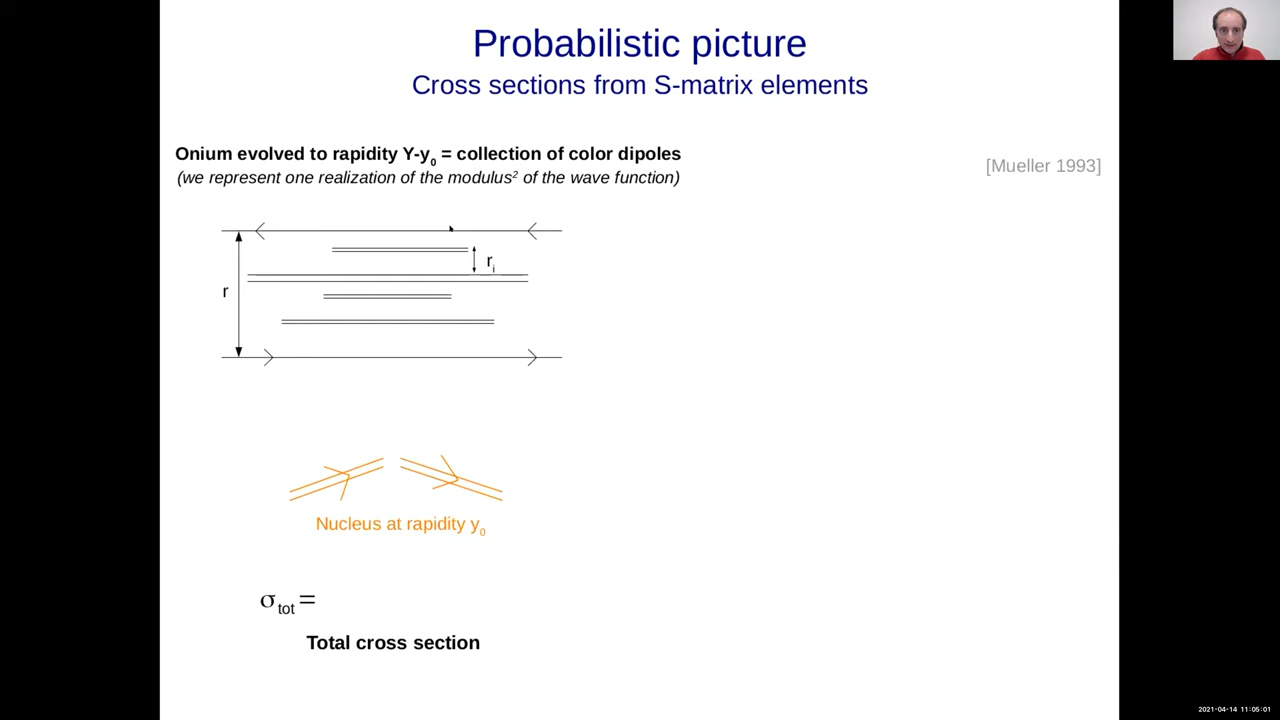 Probabilistic picture
Cross sections from S-matrix elements
Onium evolved to rapidity Y-y0 = collection of color dipoles
[Mueller 1993]
(we represent one realization of the modulus² of the wave function)
ri
r
Nucleus at rapidity y0
σtot =
Total cross section
2021-04-14 11:05:01